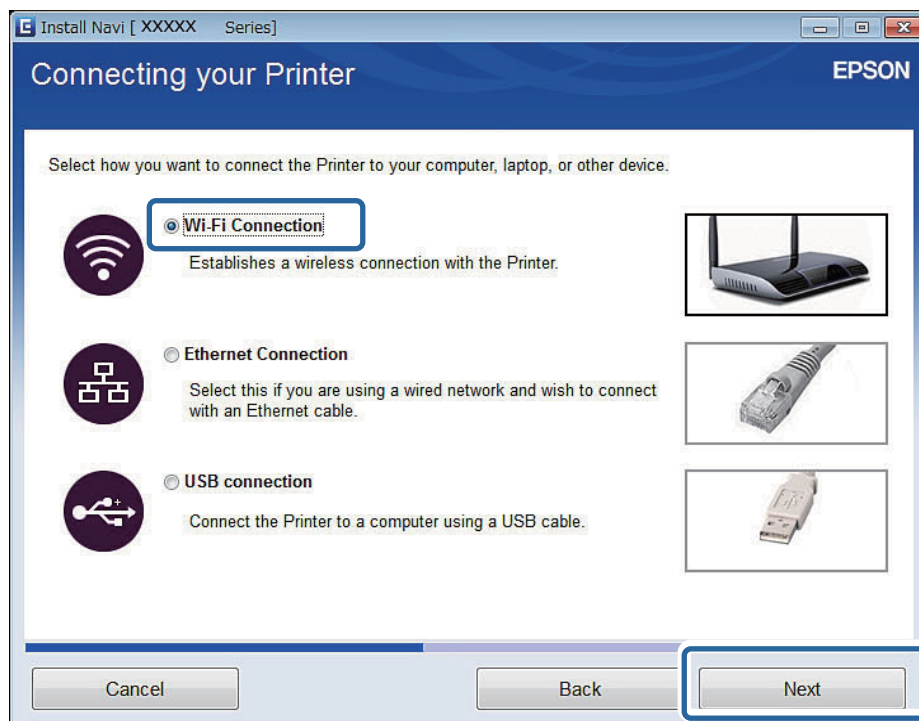 Install Navi [ XXXXX Series]
Connecting your Printer
EPSON
Select how you want to connect the Printer to your computer, laptop, or other device.
Wi-Fi Connection
Establishes a wireless connection with the Printer.
Ethernet Connection
Select this if you are using a wired network and wish to connect
with an Ethernet cable.
USB connection
Connect the Printer to a computer using a USB cable.
Cancel
Back
Next